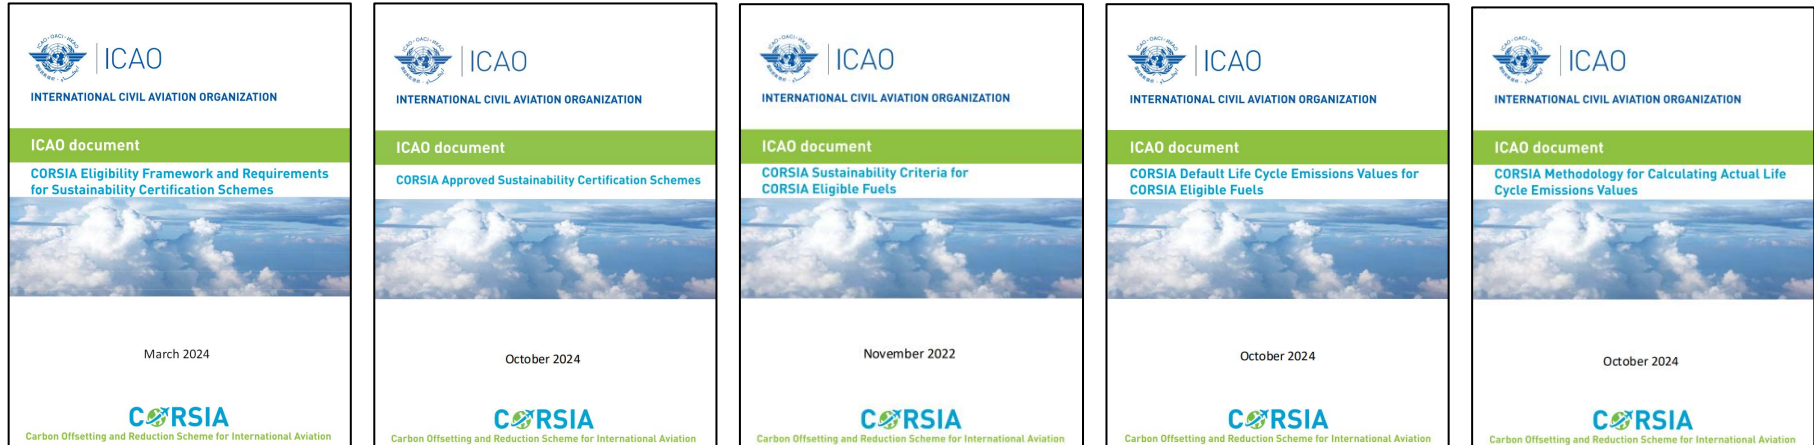 ICAO
INTERNATIONAL CIVIL AVIATION ORGANIZATION
ICAO document
CORSIA Eligibility Framework and Requirements
for Sustainability Certification Schemes
March 2024
CORSIA
Carbon Offsetting and Reduction Scheme for International Aviation
ICAO
INTERNATIONAL CIVIL AVIATION ORGANIZATION
ICAO document
CORSIA Approved Sustainability Certification Schemes
October 2024
CORSIA
Carbon Offsetting and Reduction Scheme for International Aviation
ICAO
INTERNATIONAL CIVIL AVIATION ORGANIZATION
ICAO document
CORSIA Sustainability Criteria for
CORSIA Eligible Fuels
November 2022
CORSIA
Carbon Offsetting and Reduction Scheme for International Aviation
ICAO
INTERNATIONAL CIVIL AVIATION ORGANIZATION
ICAO document
CORSIA Default Life Cycle Emissions Values for
CORSIA Eligible Fuels
October 2024
CORSIA
Carbon Offsetting and Reduction Scheme for International Aviation
ICAO
INTERNATIONAL CIVIL AVIATION ORGANIZATION
ICAO document
CORSIA Methodology for Calculating Actual Life
Cycle Emissions Values
October 2024
CORSIA
Carbon Offsetting and Reduction Scheme for International Aviation